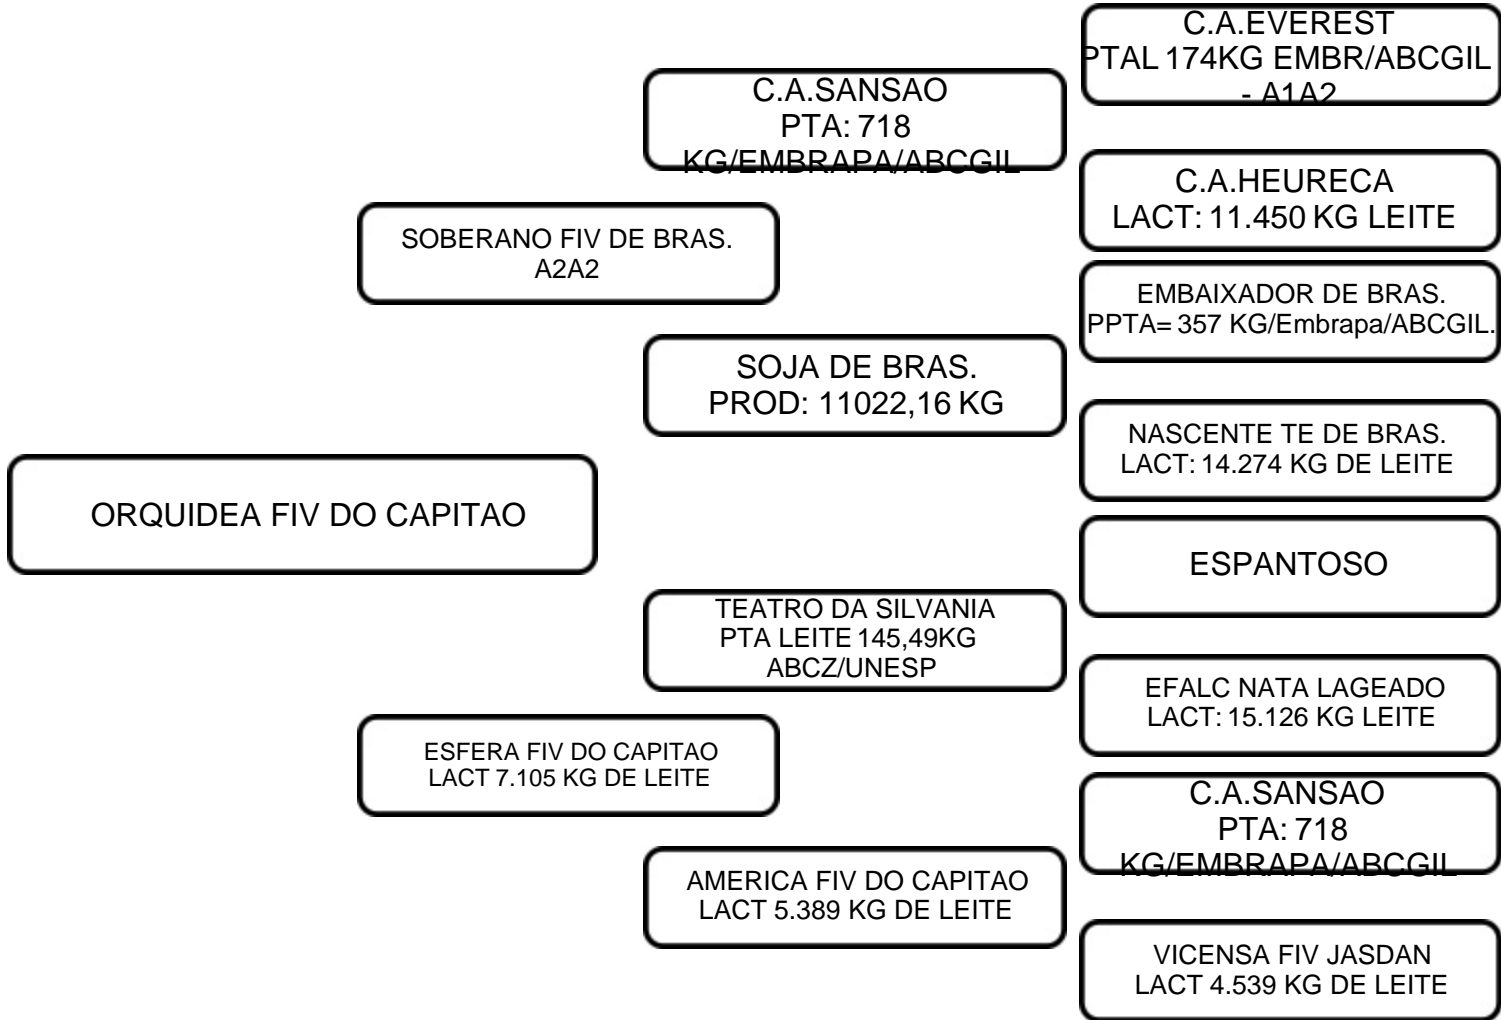 C.A.EVEREST
PTAL 174KG EMBR/ABCGIL
- A1A2
C.A.SANSAO
PTA: 718
KG/EMBRAPA/ABCGIL
C.A.HEURECA
LACT: 11.450 KG LEITE
SOBERANO FIV DE BRAS.
A2A2
EMBAIXADOR DE BRAS.
PPTA= 357 KG/Embrapa/ABCGIL.
SOJA DE BRAS.
PROD: 11022,16 KG
NASCENTE TE DE BRAS.
LACT: 14.274 KG DE LEITE
ORQUIDEA FIV DO CAPITAO
ESPANTOSO
TEATRO DA SILVANIA
PTA LEITE 145,49KG
ABCZ/UNESP
EFALC NATA LAGEADO
LACT: 15.126 KG LEITE
ESFERA FIV DO CAPITAO
LACT 7.105 KG DE LEITE
C.A.SANSAO
PTA: 718
KG/EMBRAPA/ABCGIL
AMERICA FIV DO CAPITAO
LACT 5.389 KG DE LEITE
VICENSA FIV JASDAN
LACT 4.539 KG DE LEITE